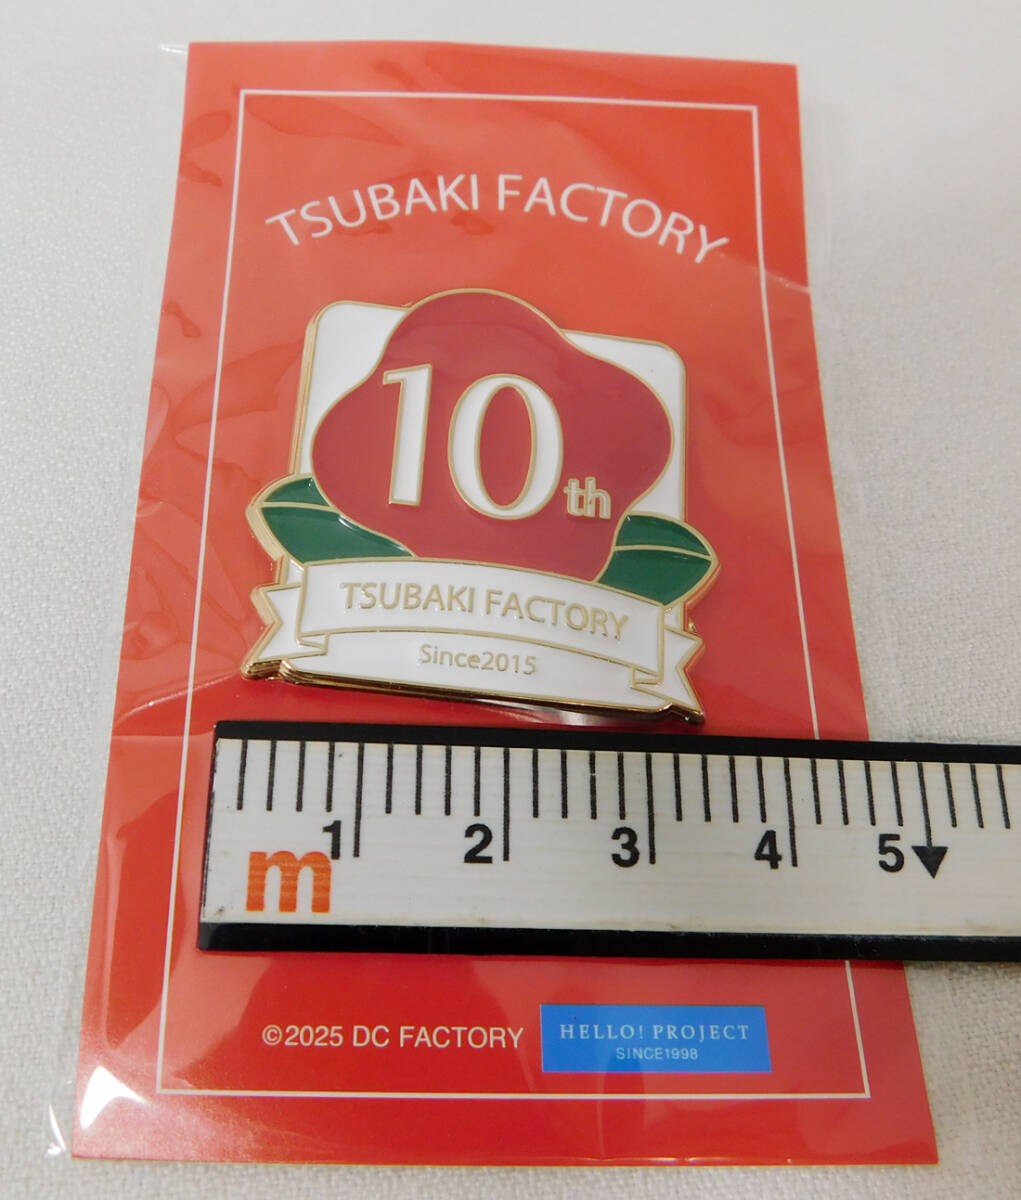 TSUBAKI FACTORY
10th
TSUBAKI FACTORY
Since2015
1 2 3 4 5
m
©2025 DC FACTORY
HELLO! PROJECT
SINCE1998